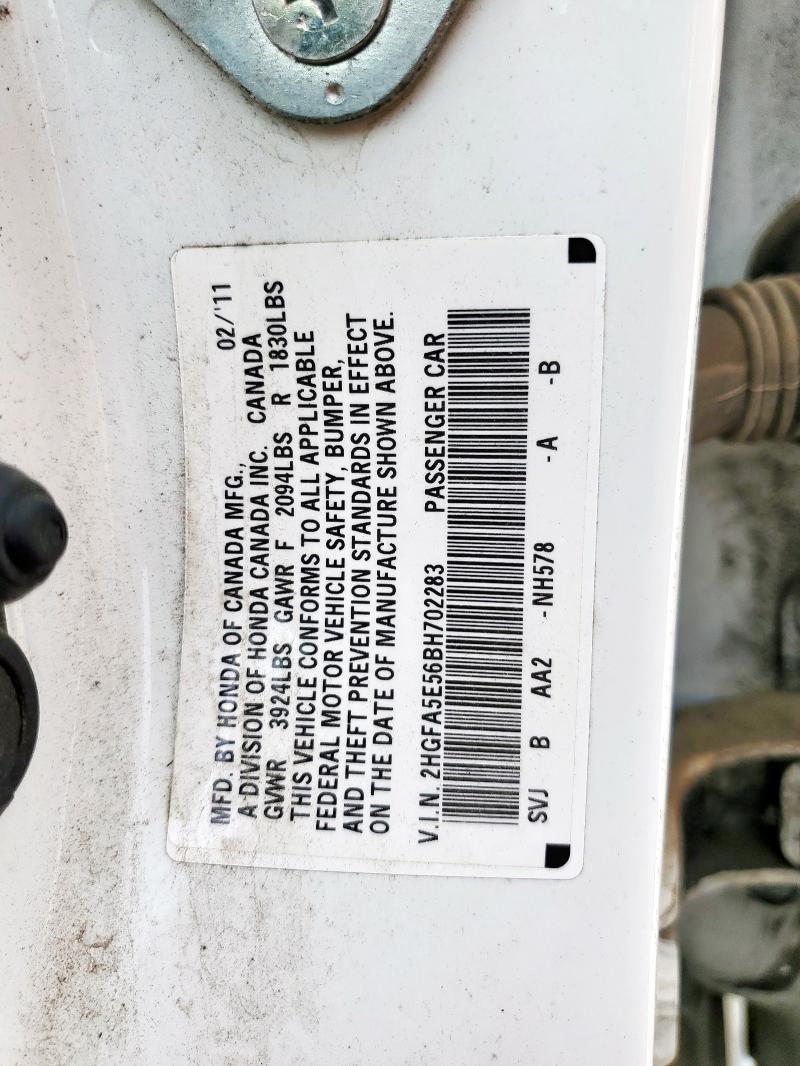 MFD. BY HONDA OF CANADA MFG., 02/'11
A DIVISION OF HONDA CANADA INC. CANADA
GVWR 3924LBS GAWR F 2094LBS R 1830LBS
THIS VEHICLE CONFORMS TO ALL APPLICABLE
FEDERAL MOTOR VEHICLE SAFETY, BUMPER,
AND THEFT PREVENTION STANDARDS IN EFFECT
ON THE DATE OF MANUFACTURE SHOWN ABOVE.
V.I.N. 2HGFA5E56BH702283 PASSENGER CAR
SVJ B AA2 -NH578 -A -B